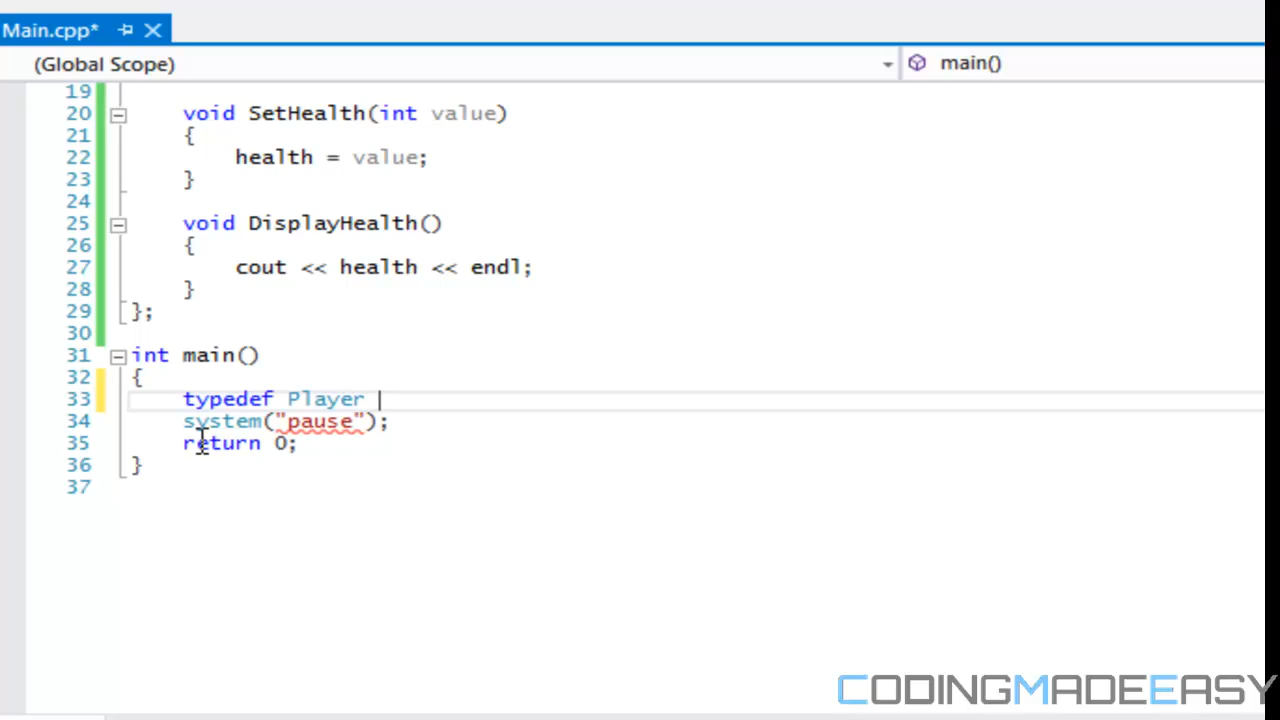 Main.cpp*
(Global Scope) main()
19
20 void SetHealth(int value)
21 {
22 health = value;
23 }
24
25 void DisplayHealth()
26 {
27 cout << health << endl;
28 }
29 };
30
31 int main()
32 {
33 typedef Player
34 system("pause");
35 return 0;
36 }
37
CODINGMADEEASY